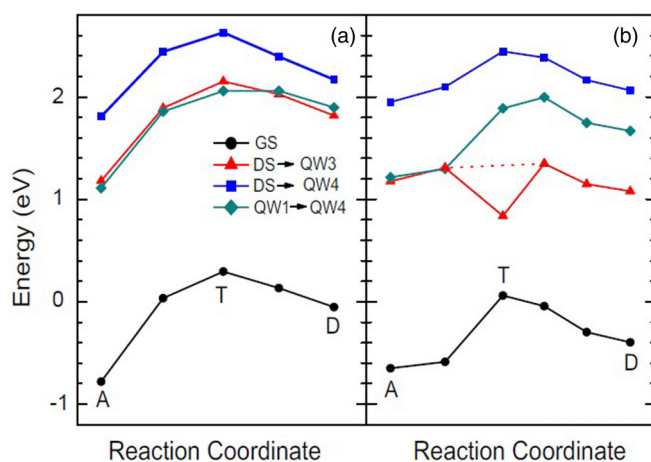 (a)
(b)
2
1
0
-1
Energy (eV)
GS
DS→QW3
DS→QW4
QW1→QW4
A
T
D
A
T
D
Reaction Coordinate
Reaction Coordinate